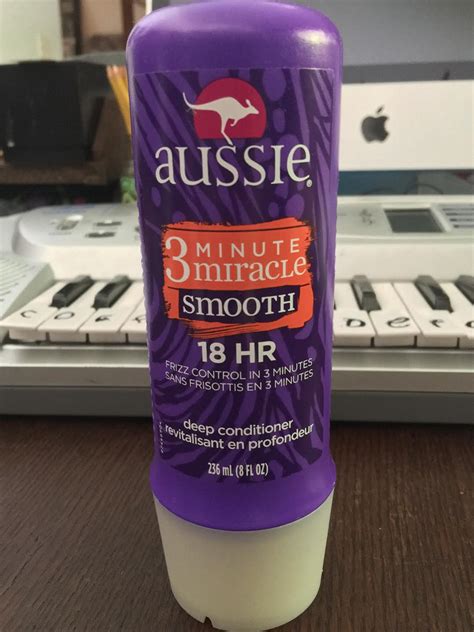 aussie®
3 MINUTE
miracle
SMOOTH
18 HR
FRIZZ CONTROL IN 3 MINUTES
SANS FRISOTTIS EN 3 MINUTES
deep conditioner
revitalisant en profondeur
236 mL (8 FL OZ)